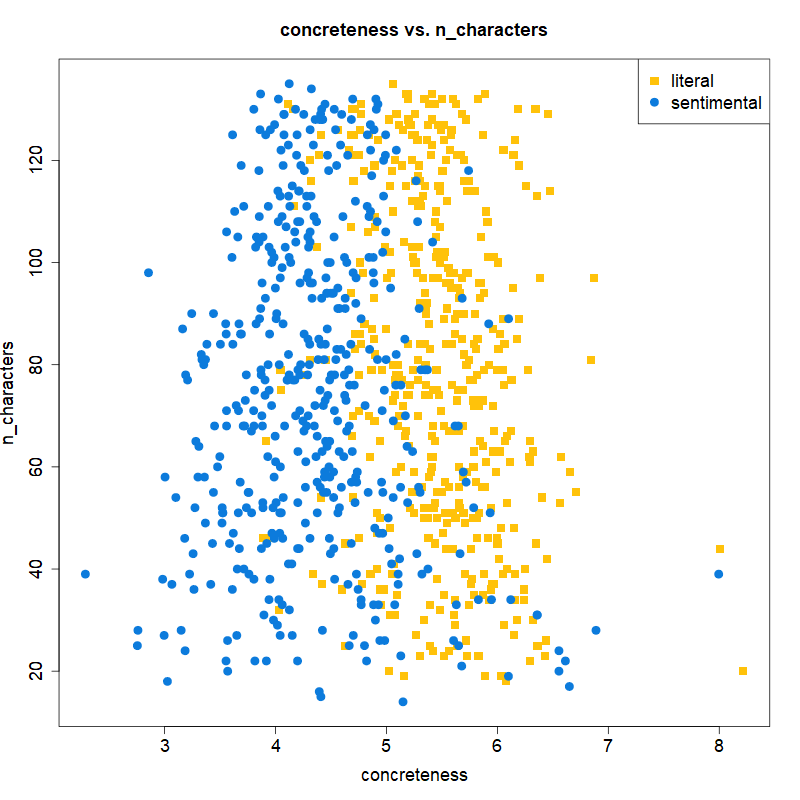 concreteness vs. n_characters
literal
sentimental
n_characters
120
100
80
60
40
20
3 4 5 6 7 8
concreteness